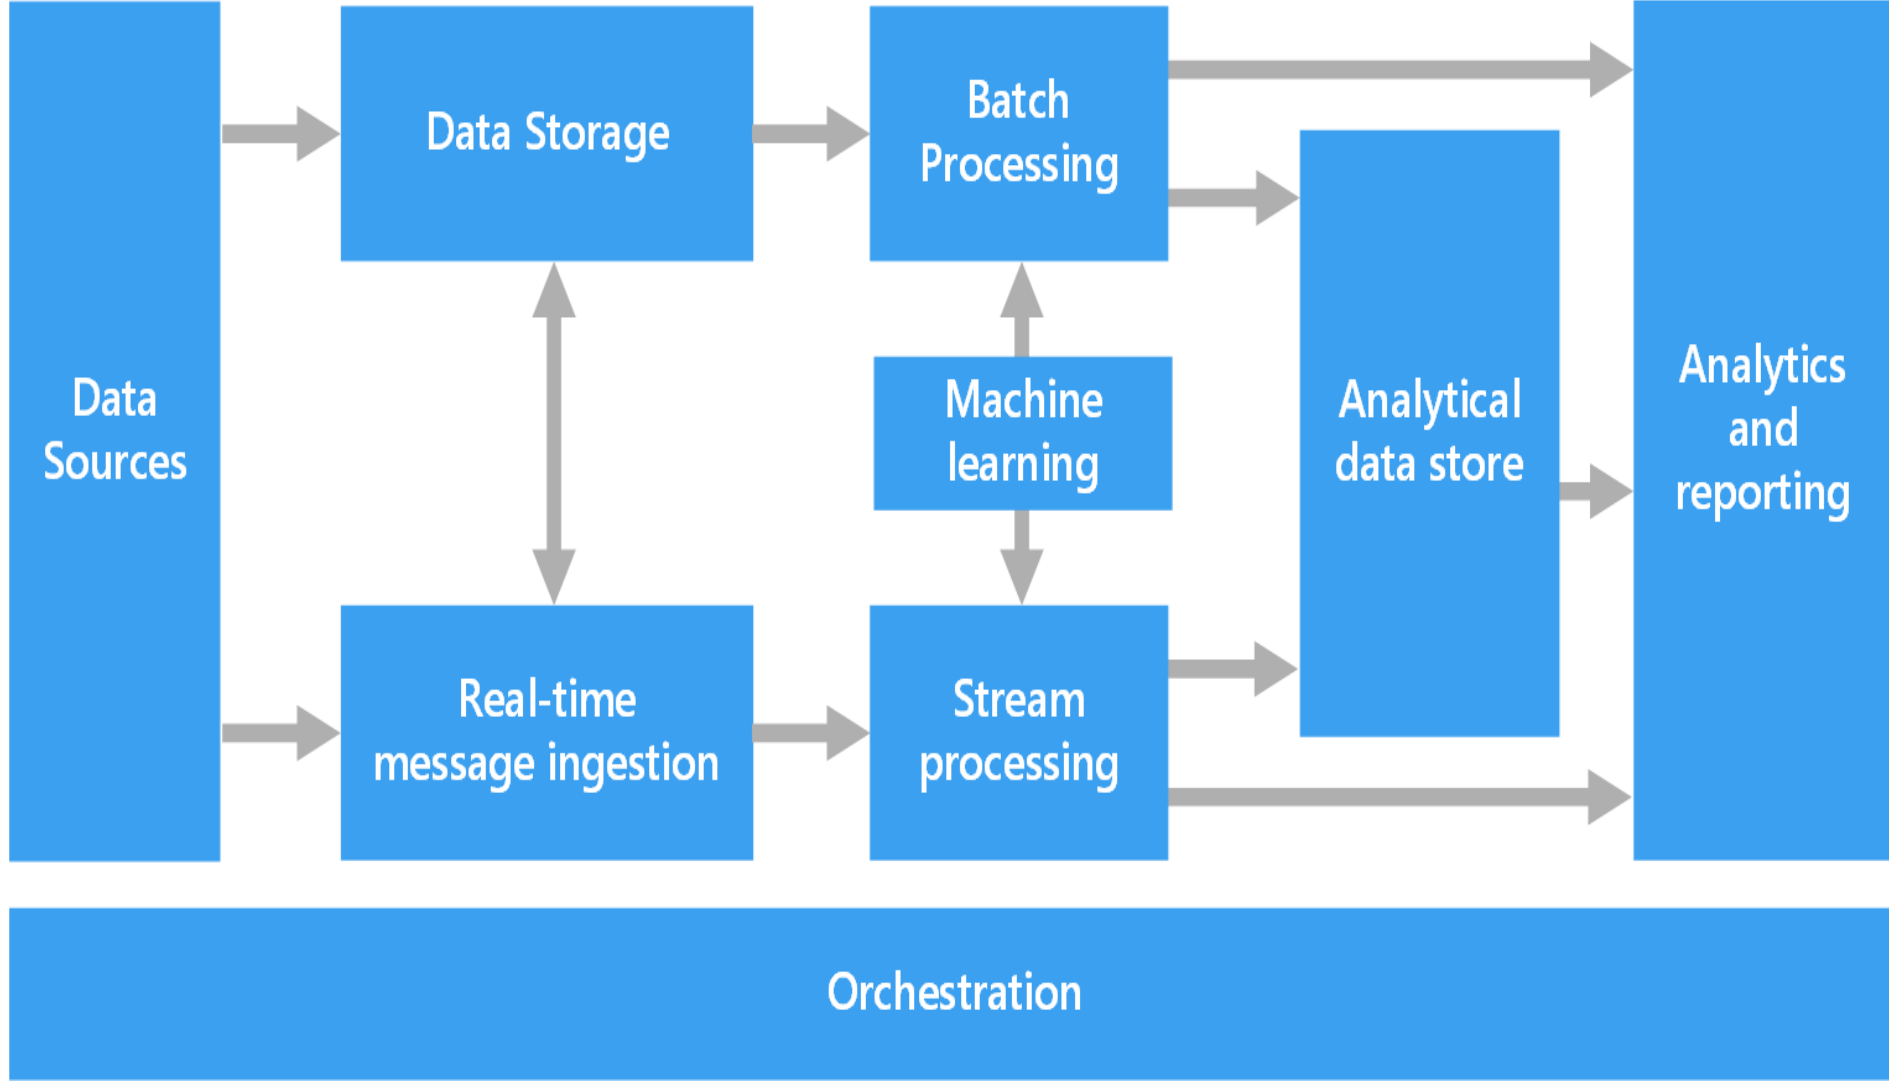 Data
Sources
Data Storage
Real-time
message ingestion
Batch
Processing
Machine
learning
Stream
processing
Analytical
data store
Analytics
and
reporting
Orchestration